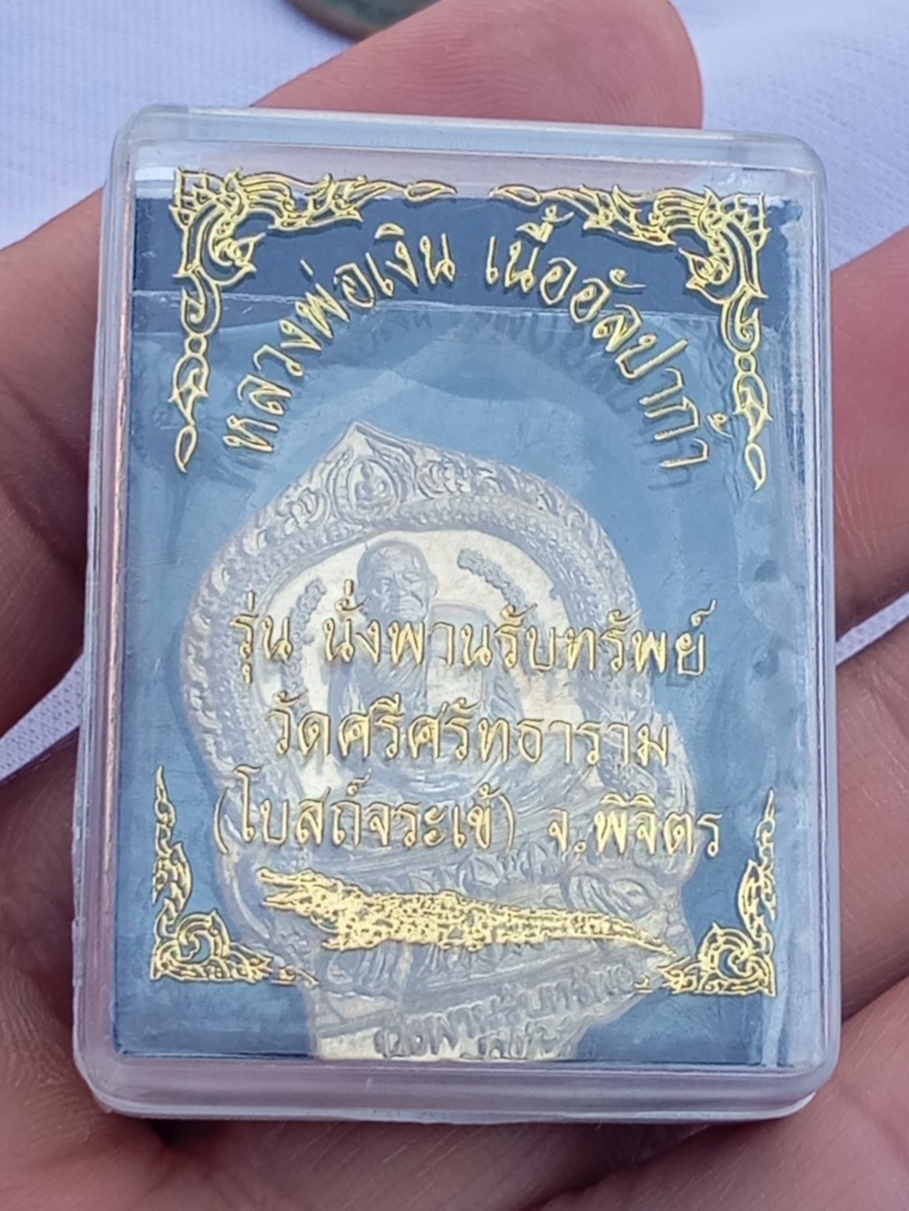 หลวงพ่อเงิน เนื้ออัลปาก้า
รุ่น นั่งพานรับทรัพย์
วัดศรีศรัทธาราม
(โบสถ์จระเข้) จ.พิจิตร